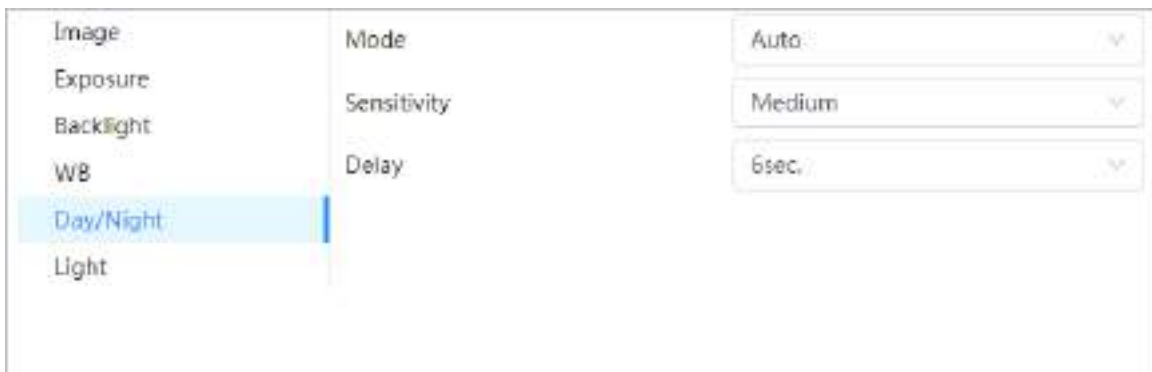 Image
Exposure
Backlight
WB
Day/Night
Light
Mode Auto
Sensitivity Medium
Delay 6sec.